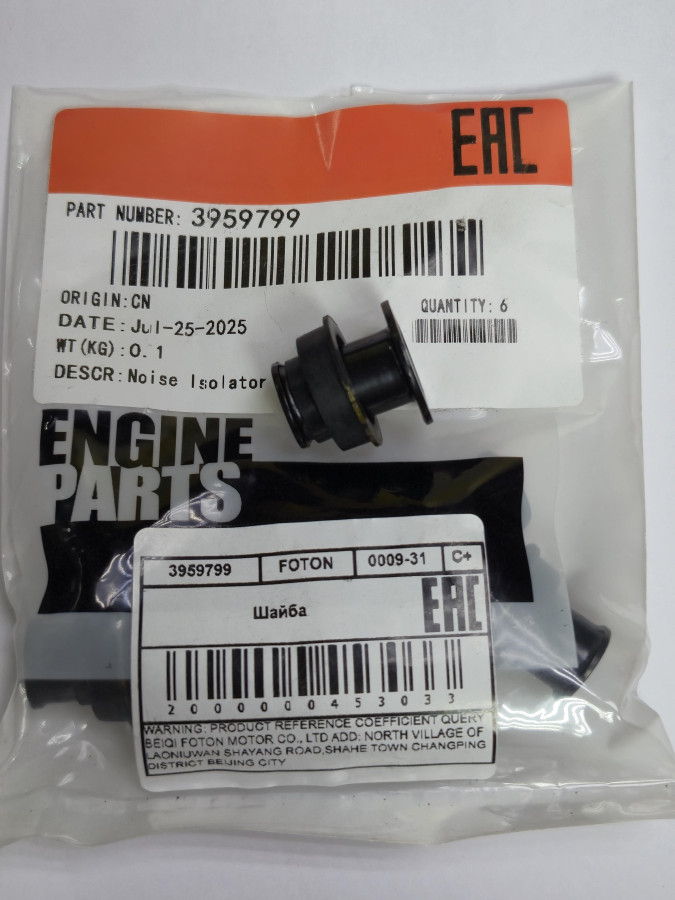 EAC
PART NUMBER: 3959799
ORIGIN:CN
QUANTITY: 6
DATE:Jul-25-2025
WT(KG):0.1
DESCR:Noise Isolator
ENGINE
PARTS
3959799 FOTON 0009-31 C+
Шайба
EAC
2000000453033
WARNING: PRODUCT REFERENCE COEFFICIENT QUERY
BEIQI FOTON MOTOR CO., LTD ADD: NORTH VILLAGE OF
LAONIUWAN SHAYANG ROAD,SHAHE TOWN CHANGPING
DISTRICT BEIJING CITY